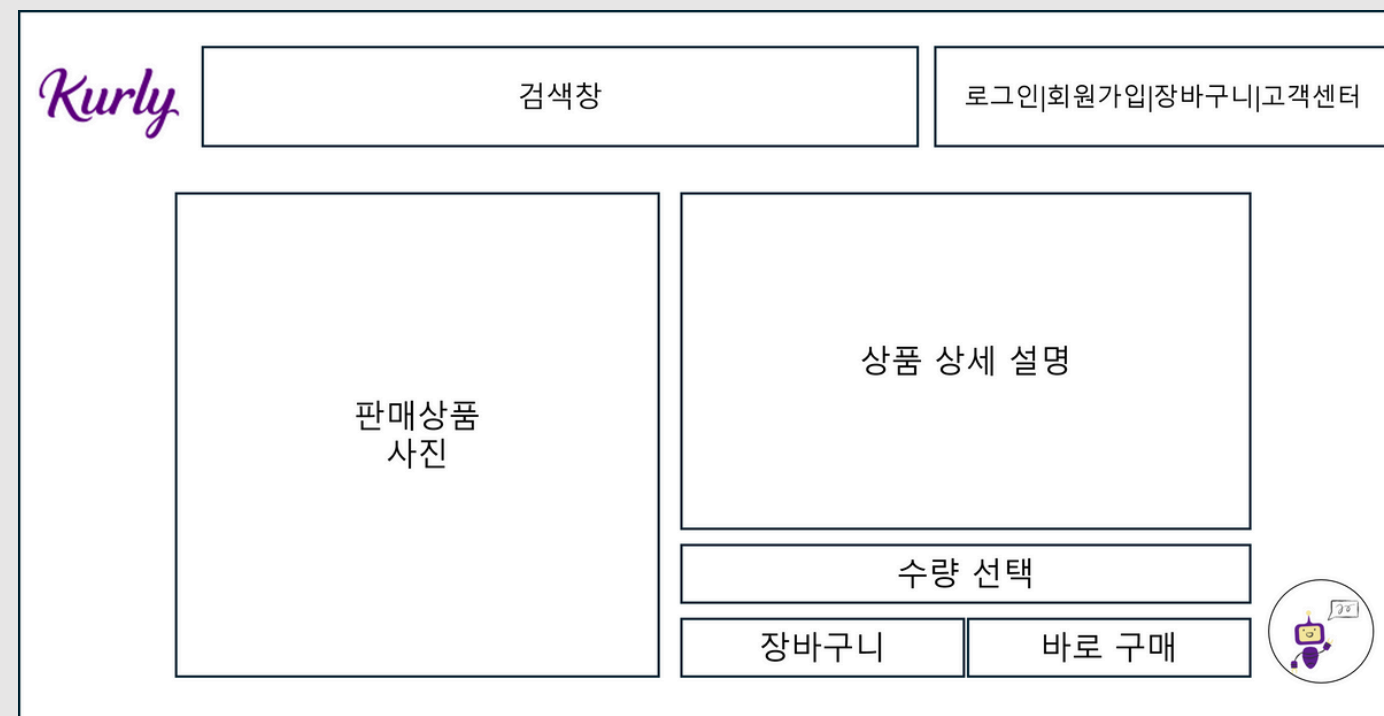 Kurly
검색창
로그인|회원가입|장바구니|고객센터
판매상품
사진
상품 상세 설명
수량 선택
장바구니
바로 구매